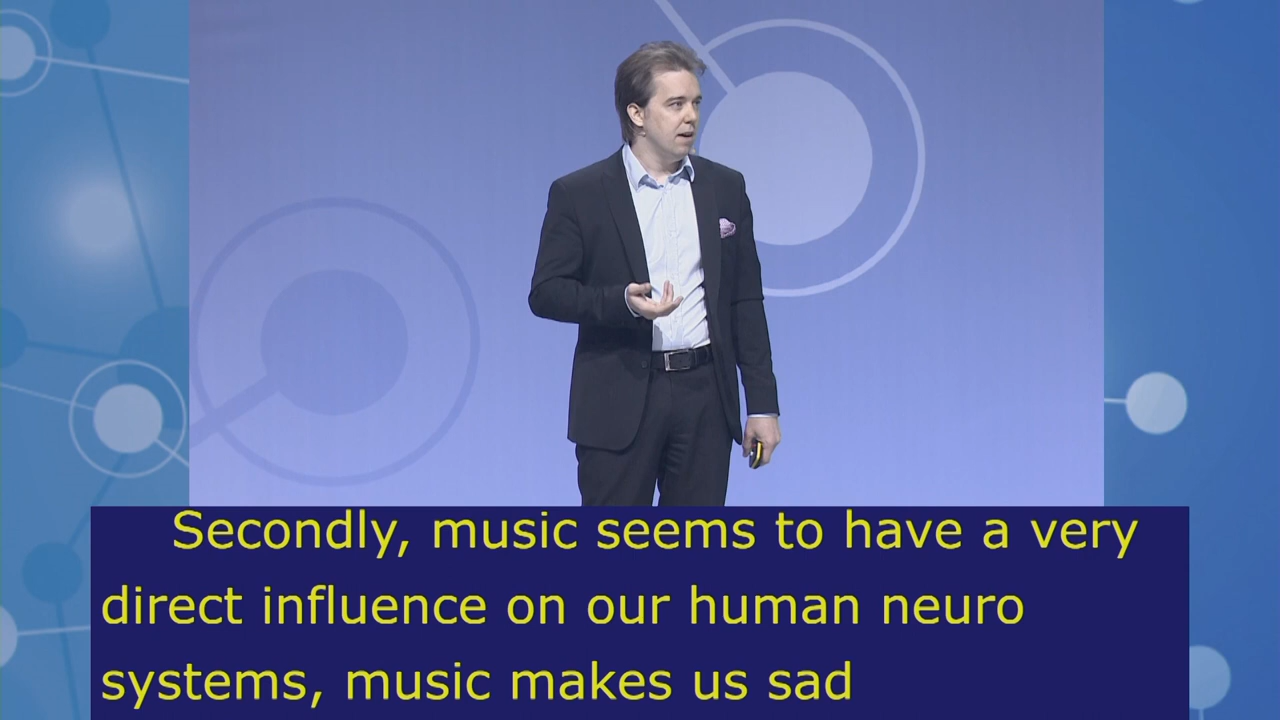 Secondly, music seems to have a very
direct influence on our human neuro
systems, music makes us sad